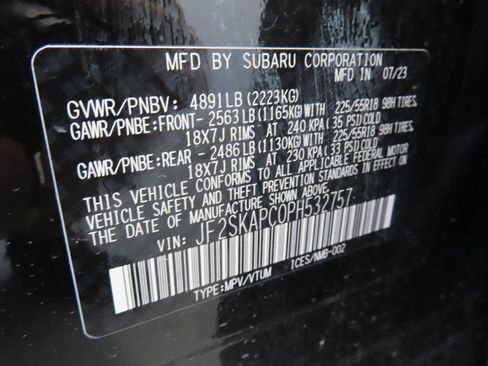 MFD BY SUBARU CORPORATION
MFD IN 07/23
GVWR/PNBV: 4891LB(2223KG)
GAWR/PNBE:FRONT- 2563LB(1165KG)WITH 225/55R18 98H TIRES,
18X7J RIMS AT 240 KPA(35 PSI)COLD
GAWR/PNBE:REAR - 2486LB(1130KG)WITH 225/55R18 98H TIRES,
18X7J RIMS AT 230 KPA(33 PSI)COLD
THIS VEHICLE CONFORMS TO ALL APPLICABLE FEDERAL MOTOR
VEHICLE SAFETY AND THEFT PREVENTION STANDARDS IN EFFECT
ON THE DATE OF MANUFACTURE SHOWN ABOVE.
VIN: JF2SKAPC0PH532757
TYPE:MPV/VTUM ICES/NMB-002